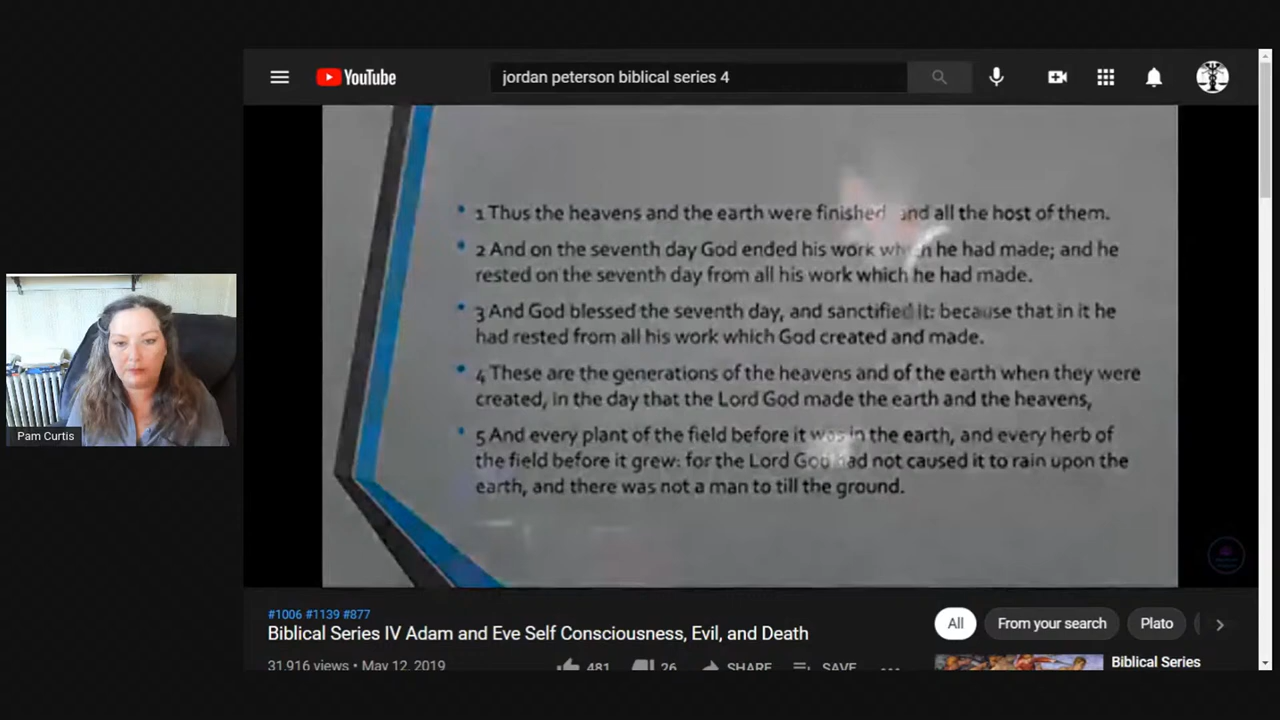 YouTube
jordan peterson biblical series 4
1 Thus the heavens and the earth were finished and all the host of them.
2 And on the seventh day God ended his work which he had made; and he
rested on the seventh day from all his work which he had made.
3 And God blessed the seventh day, and sanctified it: because that in it he
had rested from all his work which God created and made.
4 These are the generations of the heavens and of the earth when they were
created, in the day that the Lord God made the earth and the heavens,
5 And every plant of the field before it was in the earth, and every herb of
the field before it grew: for the Lord God had not caused it to rain upon the
earth, and there was not a man to till the ground.
Pam Curtis
#1006 #1139 #877
Biblical Series IV Adam and Eve Self Consciousness, Evil, and Death
31,916 views • May 12, 2019
481
26
SHARE
SAVE
All
From your search
Plato
Biblical Series